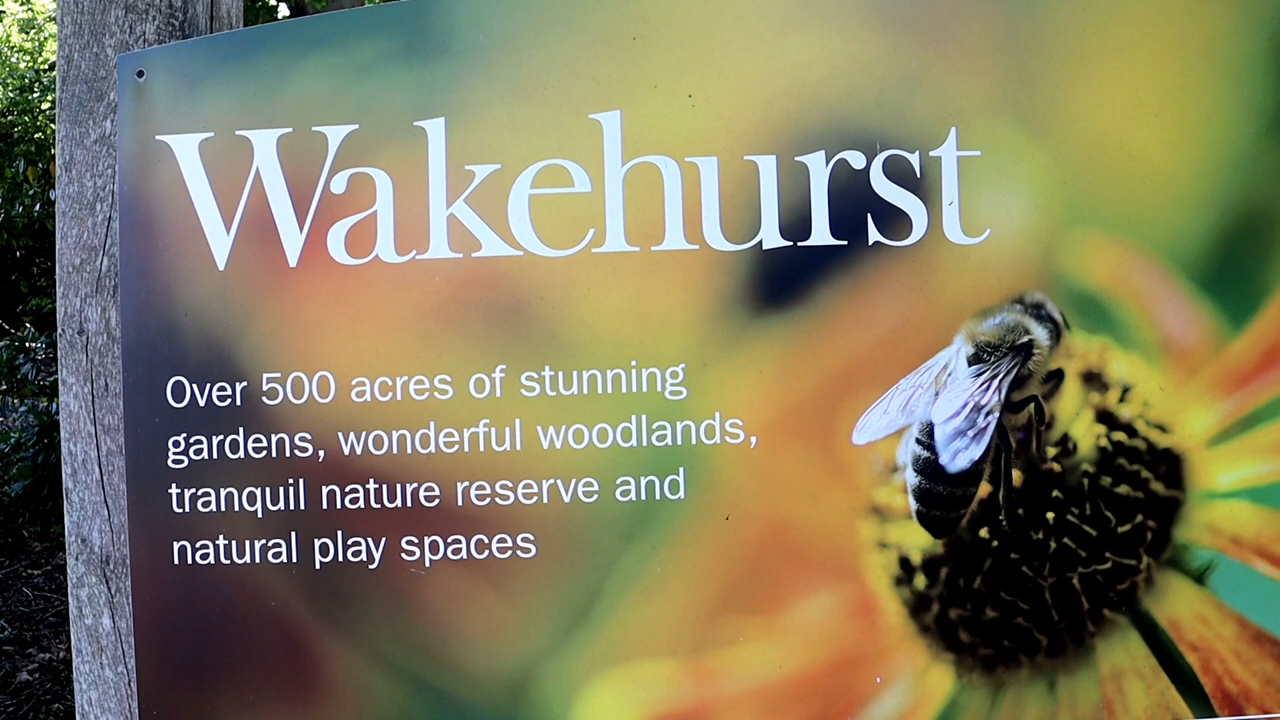 Wakehurst
Over 500 acres of stunning
gardens, wonderful woodlands,
tranquil nature reserve and
natural play spaces